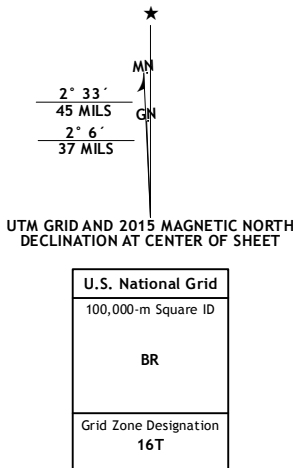 ★
MN
GN
2° 33´
45 MILS
2° 6´
37 MILS
UTM GRID AND 2015 MAGNETIC NORTH
DECLINATION AT CENTER OF SHEET
U.S. National Grid
100,000-m Square ID
BR
Grid Zone Designation
16T